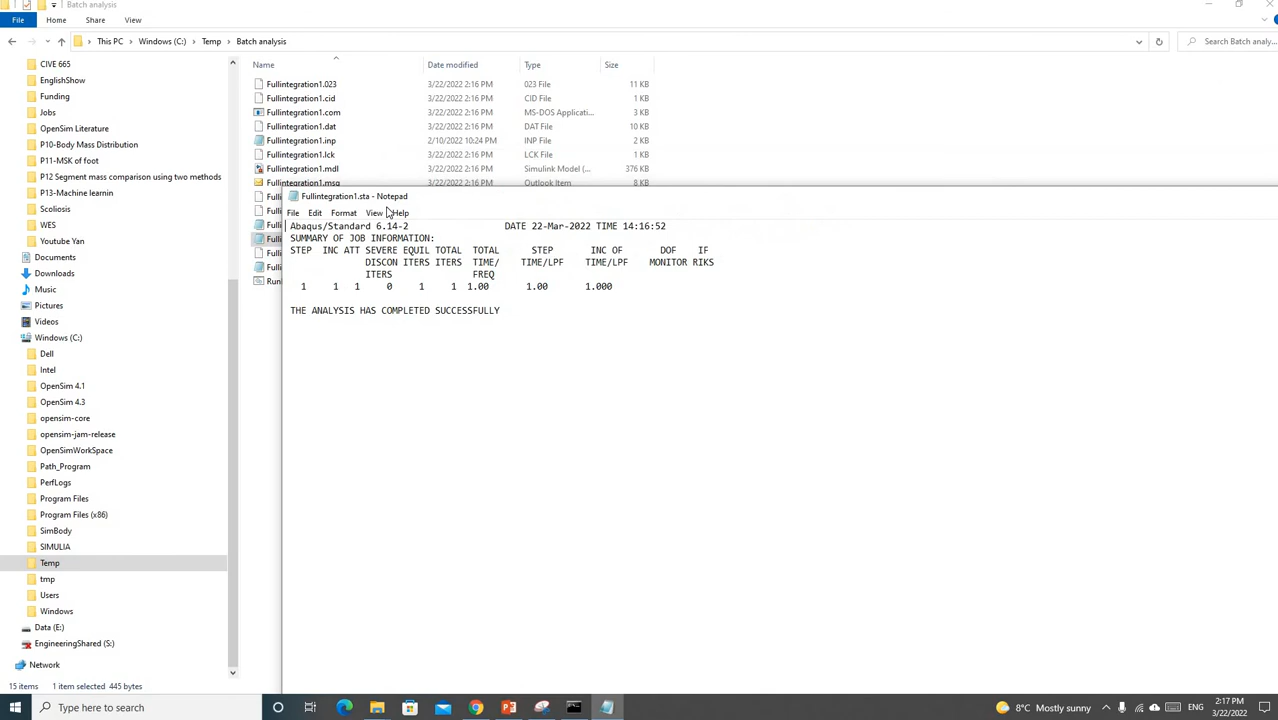 Batch analysis
File Home Share View
This PC Windows (C:) Temp Batch analysis Search Batch analy...
Name Date modified Type Size
CIVE 665
EnglishShow
Funding
Jobs
OpenSim Literature
P10-Body Mass Distribution
P11-MSK of foot
P12 Segment mass comparison using two methods
P13-Machine learnin
Scoliosis
WES
Youtube Yan
Documents
Downloads
Music
Pictures
Videos
Windows (C:)
Dell
Intel
OpenSim 4.1
OpenSim 4.3
opensim-core
opensim-jam-release
OpenSimWorkSpace
Path_Program
PerfLogs
Program Files
Program Files (x86)
SimBody
SIMULIA
Temp
tmp
Users
Windows
Data (E:)
EngineeringShared (S:)
Network
Fullintegration1.023 3/22/2022 2:16 PM 023 File 11 KB
Fullintegration1.cid 3/22/2022 2:16 PM CID File 1 KB
Fullintegration1.com 3/22/2022 2:16 PM MS-DOS Applicati... 3 KB
Fullintegration1.dat 3/22/2022 2:16 PM DAT File 10 KB
Fullintegration1.inp 2/10/2022 10:24 PM INP File 2 KB
Fullintegration1.lck 3/22/2022 2:16 PM LCK File 1 KB
Fullintegration1.mdl 3/22/2022 2:16 PM Simulink Model (... 376 KB
Fullintegration1.msg 3/22/2022 2:16 PM Outlook Item 8 KB
Fullintegration1.sta - Notepad
File Edit Format View Help
Abaqus/Standard 6.14-2 DATE 22-Mar-2022 TIME 14:16:52
SUMMARY OF JOB INFORMATION:
STEP INC ATT SEVERE EQUIL TOTAL TOTAL STEP INC OF DOF IF
DISCON ITERS ITERS TIME/ TIME/LPF TIME/LPF MONITOR RIKS
ITERS FREQ
1 1 1 0 1 1 1.00 1.00 1.000
THE ANALYSIS HAS COMPLETED SUCCESSFULLY
15 items 1 item selected 445 bytes
Type here to search
8°C Mostly sunny ENG 2:17 PM
3/22/2022